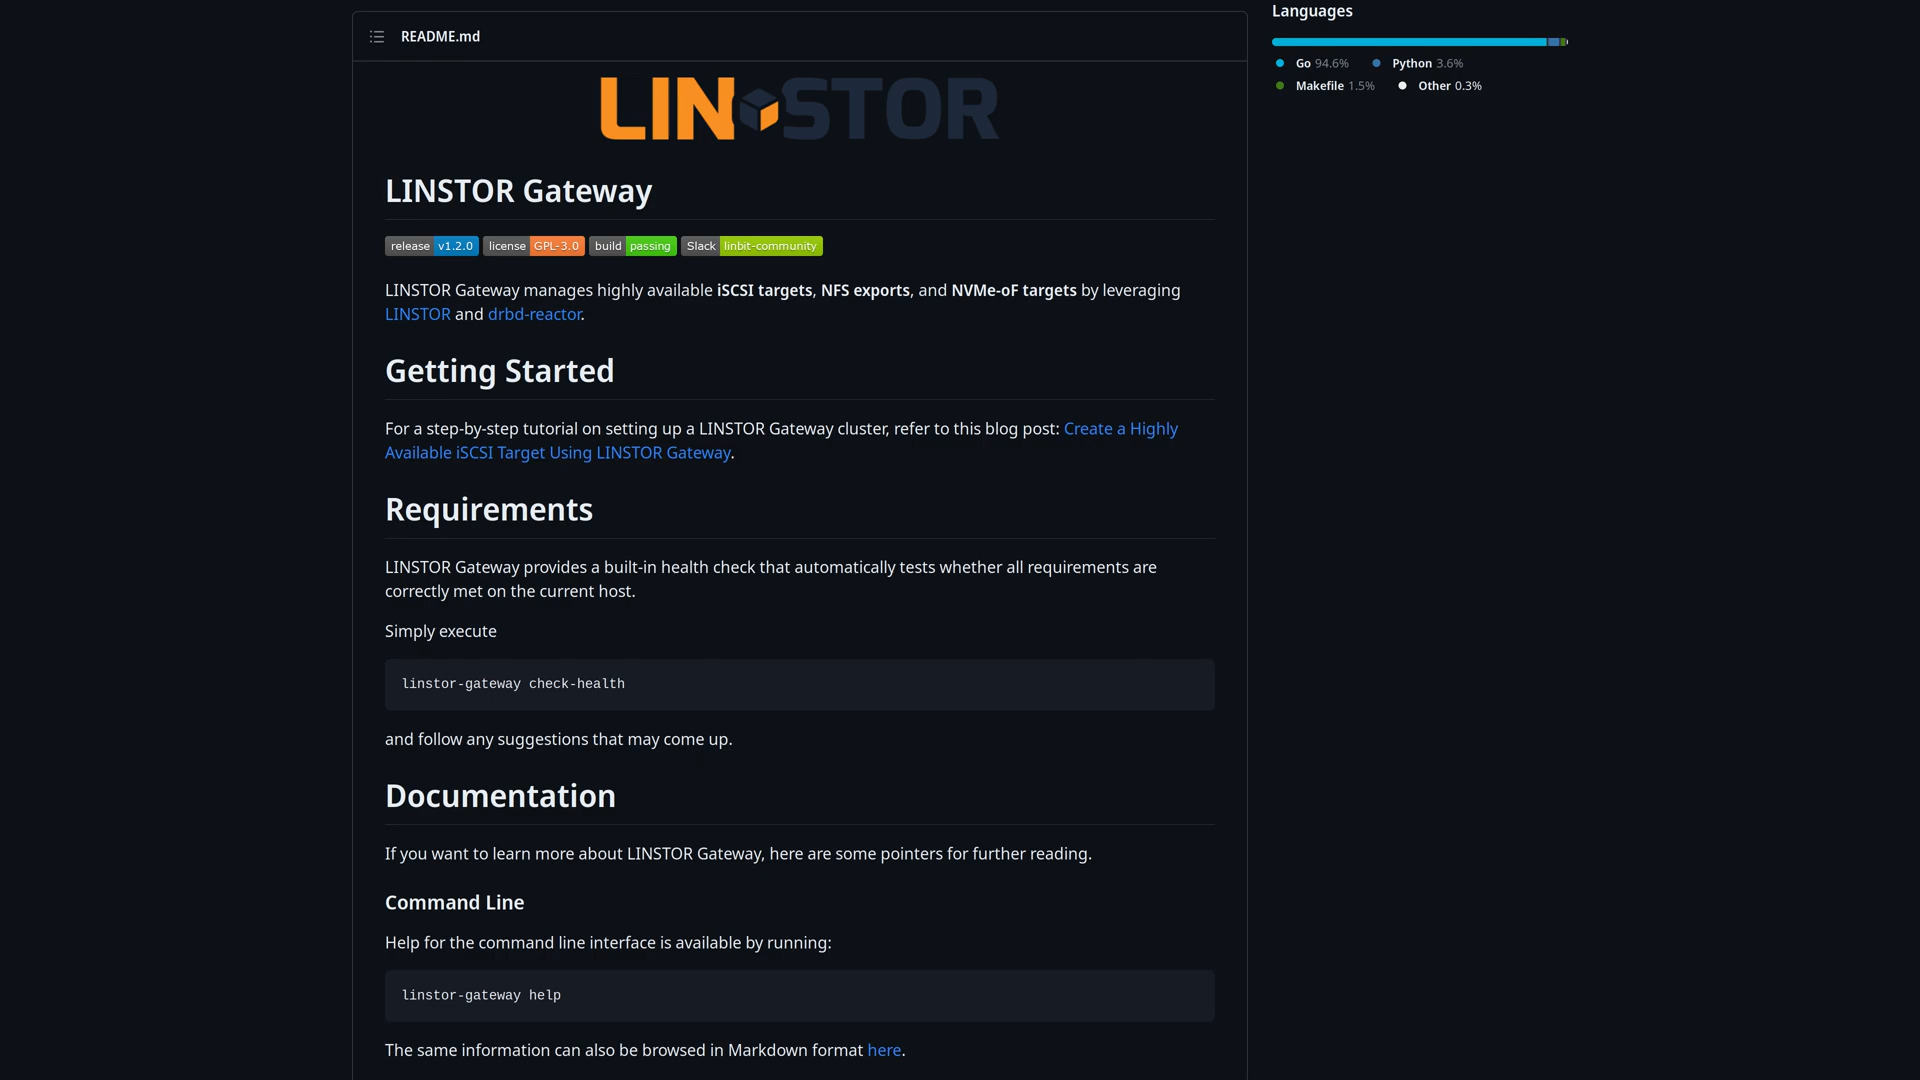 README.md
LINSTOR
LINSTOR Gateway
release v1.2.0 license GPL-3.0 build passing Slack linbit-community
LINSTOR Gateway manages highly available iSCSI targets, NFS exports, and NVMe-oF targets by leveraging
LINSTOR and drbd-reactor.
Getting Started
For a step-by-step tutorial on setting up a LINSTOR Gateway cluster, refer to this blog post: Create a Highly
Available iSCSI Target Using LINSTOR Gateway.
Requirements
LINSTOR Gateway provides a built-in health check that automatically tests whether all requirements are
correctly met on the current host.
Simply execute
linstor-gateway check-health
and follow any suggestions that may come up.
Documentation
If you want to learn more about LINSTOR Gateway, here are some pointers for further reading.
Command Line
Help for the command line interface is available by running:
linstor-gateway help
The same information can also be browsed in Markdown format here.
Languages
Go 94.6% Python 3.6%
Makefile 1.5% Other 0.3%